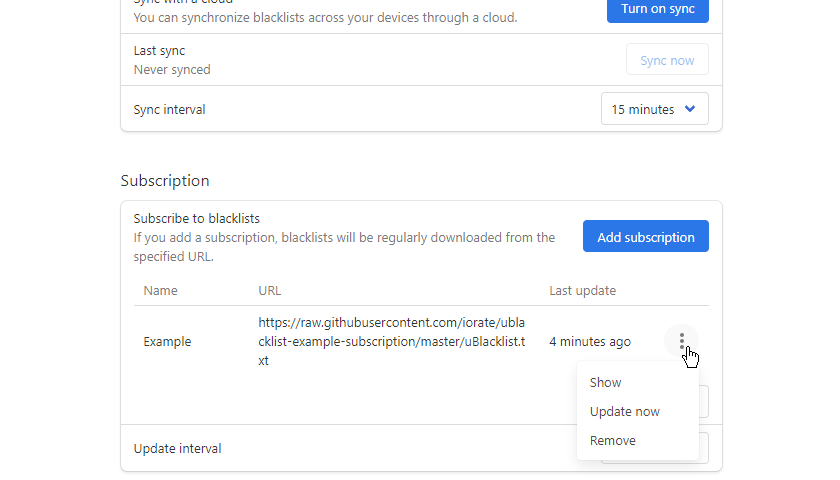 Sync with a cloud
You can synchronize blacklists across your devices through a cloud.
Turn on sync
Last sync
Never synced
Sync now
Sync interval
15 minutes
Subscription
Subscribe to blacklists
If you add a subscription, blacklists will be regularly downloaded from the
specified URL.
Add subscription
Name URL Last update
Example
https://raw.githubusercontent.com/iorate/ubla
cklist-example-subscription/master/uBlacklist.t
xt
4 minutes ago
Show
Update now
Remove
Update interval